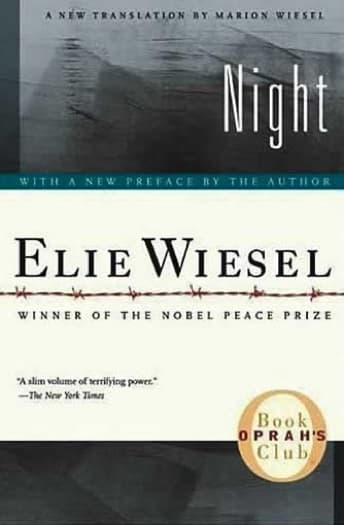 A NEW TRANSLATION BY MARION WIESEL
Night
WITH A NEW PREFACE BY THE AUTHOR
ELIE WIESEL
WINNER OF THE NOBEL PEACE PRIZE
"A slim volume of terrifying power."
—The New York Times
Book
OPRAH'S
Club